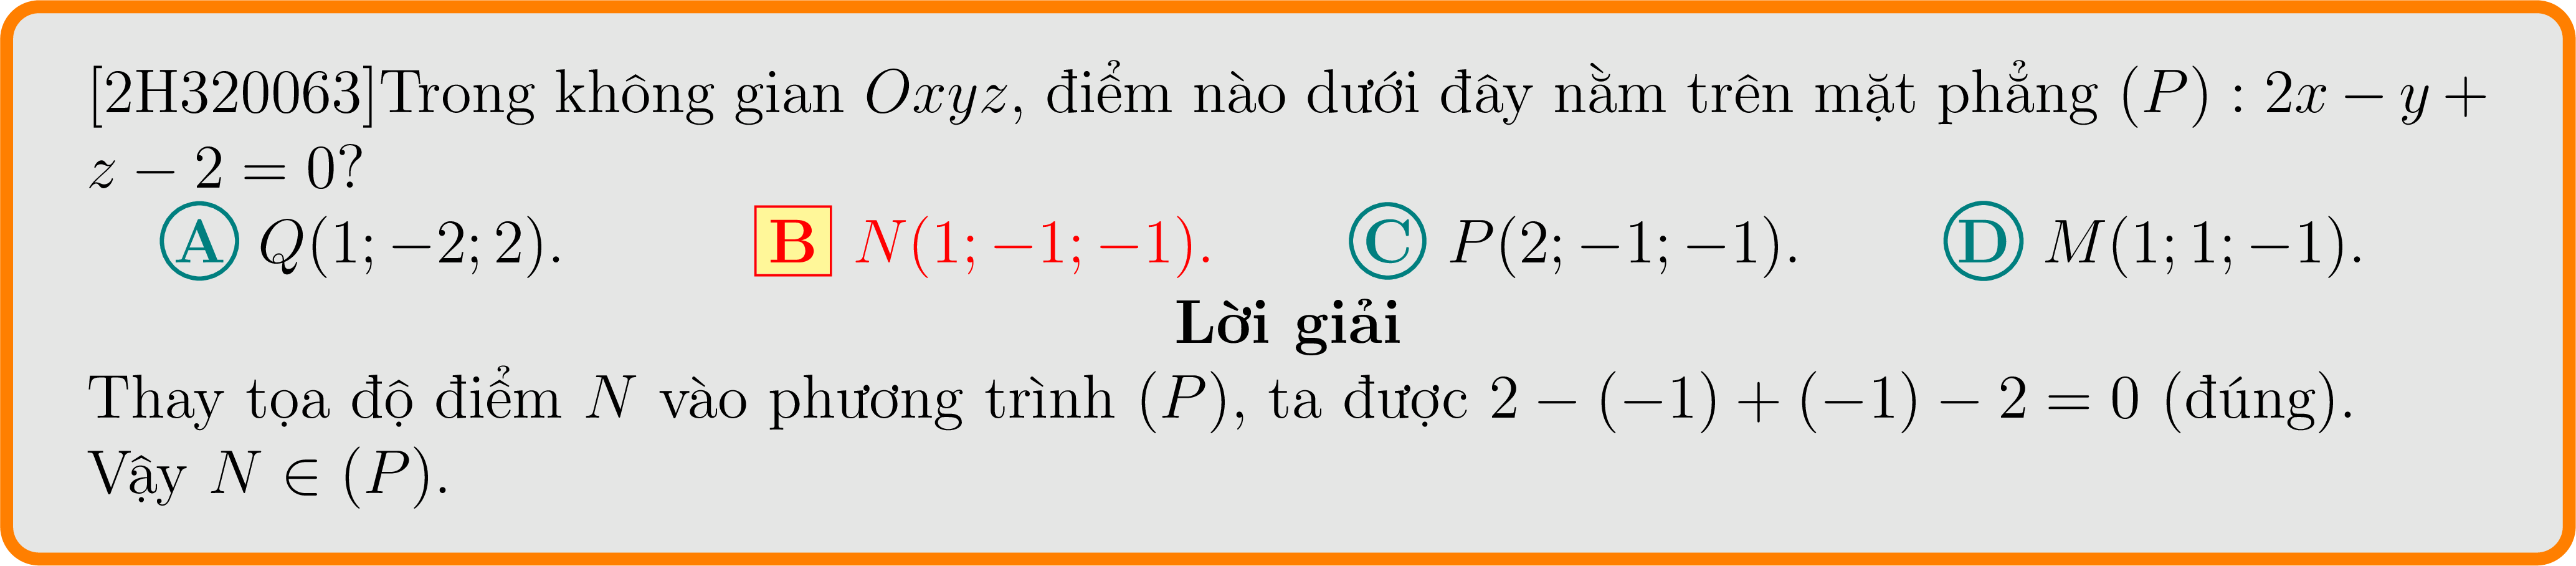 [2H320063]Trong không gian Oxyz, điểm nào dưới đây nằm trên mặt phẳng (P) : 2x − y +
z − 2 = 0?
A Q(1; −2; 2). B N(1; −1; −1). C P(2; −1; −1). D M(1; 1; −1).
Lời giải
Thay tọa độ điểm N vào phương trình (P), ta được 2 − (−1) + (−1) − 2 = 0 (đúng).
Vậy N ∈ (P).